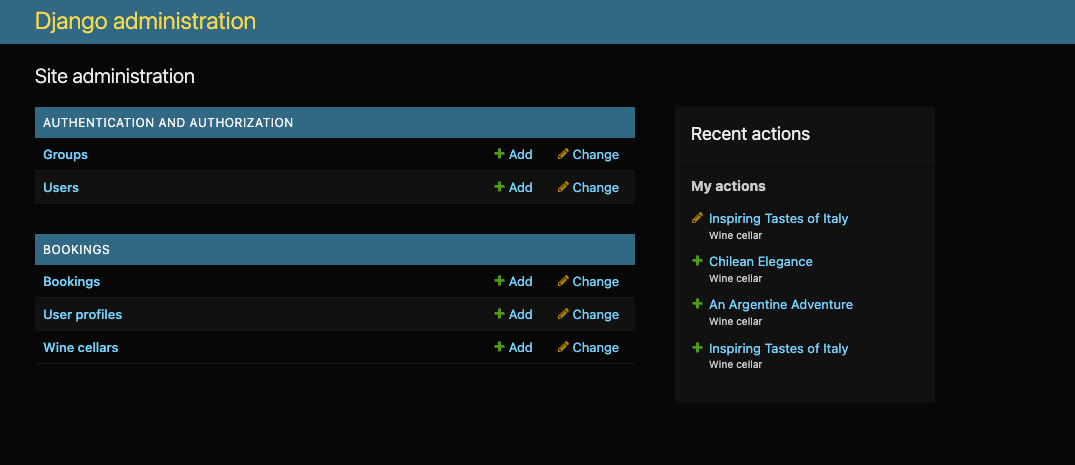 Django administration
Site administration
AUTHENTICATION AND AUTHORIZATION
Groups Add Change
Users Add Change
BOOKINGS
Bookings Add Change
User profiles Add Change
Wine cellars Add Change
Recent actions
My actions
Inspiring Tastes of Italy
Wine cellar
Chilean Elegance
Wine cellar
An Argentine Adventure
Wine cellar
Inspiring Tastes of Italy
Wine cellar